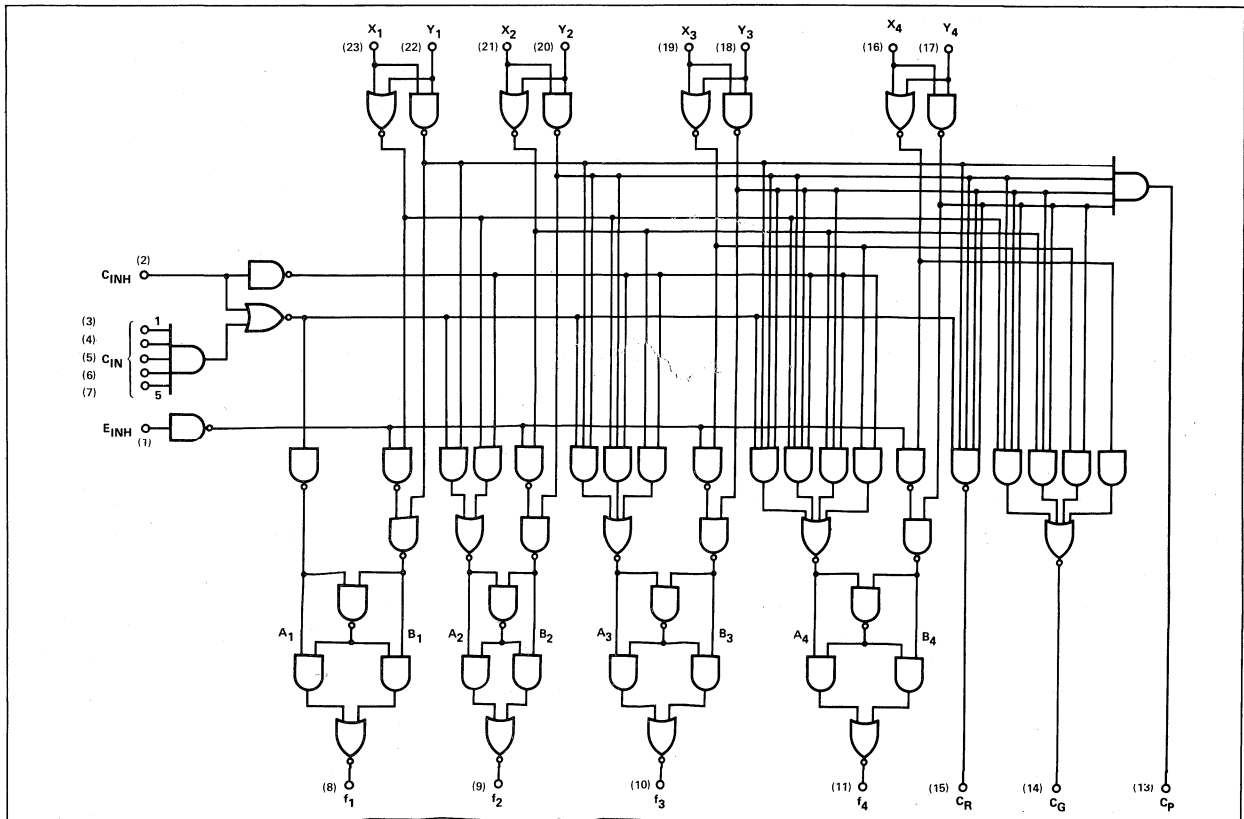 X1 Y1 X2 Y2 X3 Y3 X4 Y4
(23) (22) (21) (20) (19) (18) (16) (17)
(2)
CINH
(3) 1
(4)
(5) CIN
(6)
(7) 5
EINH
(1)
A1 B1 A2 B2 A3 B3 A4 B4
(8) (9) (10) (11) (15) (14) (13)
f1 f2 f3 f4 CR CG CP